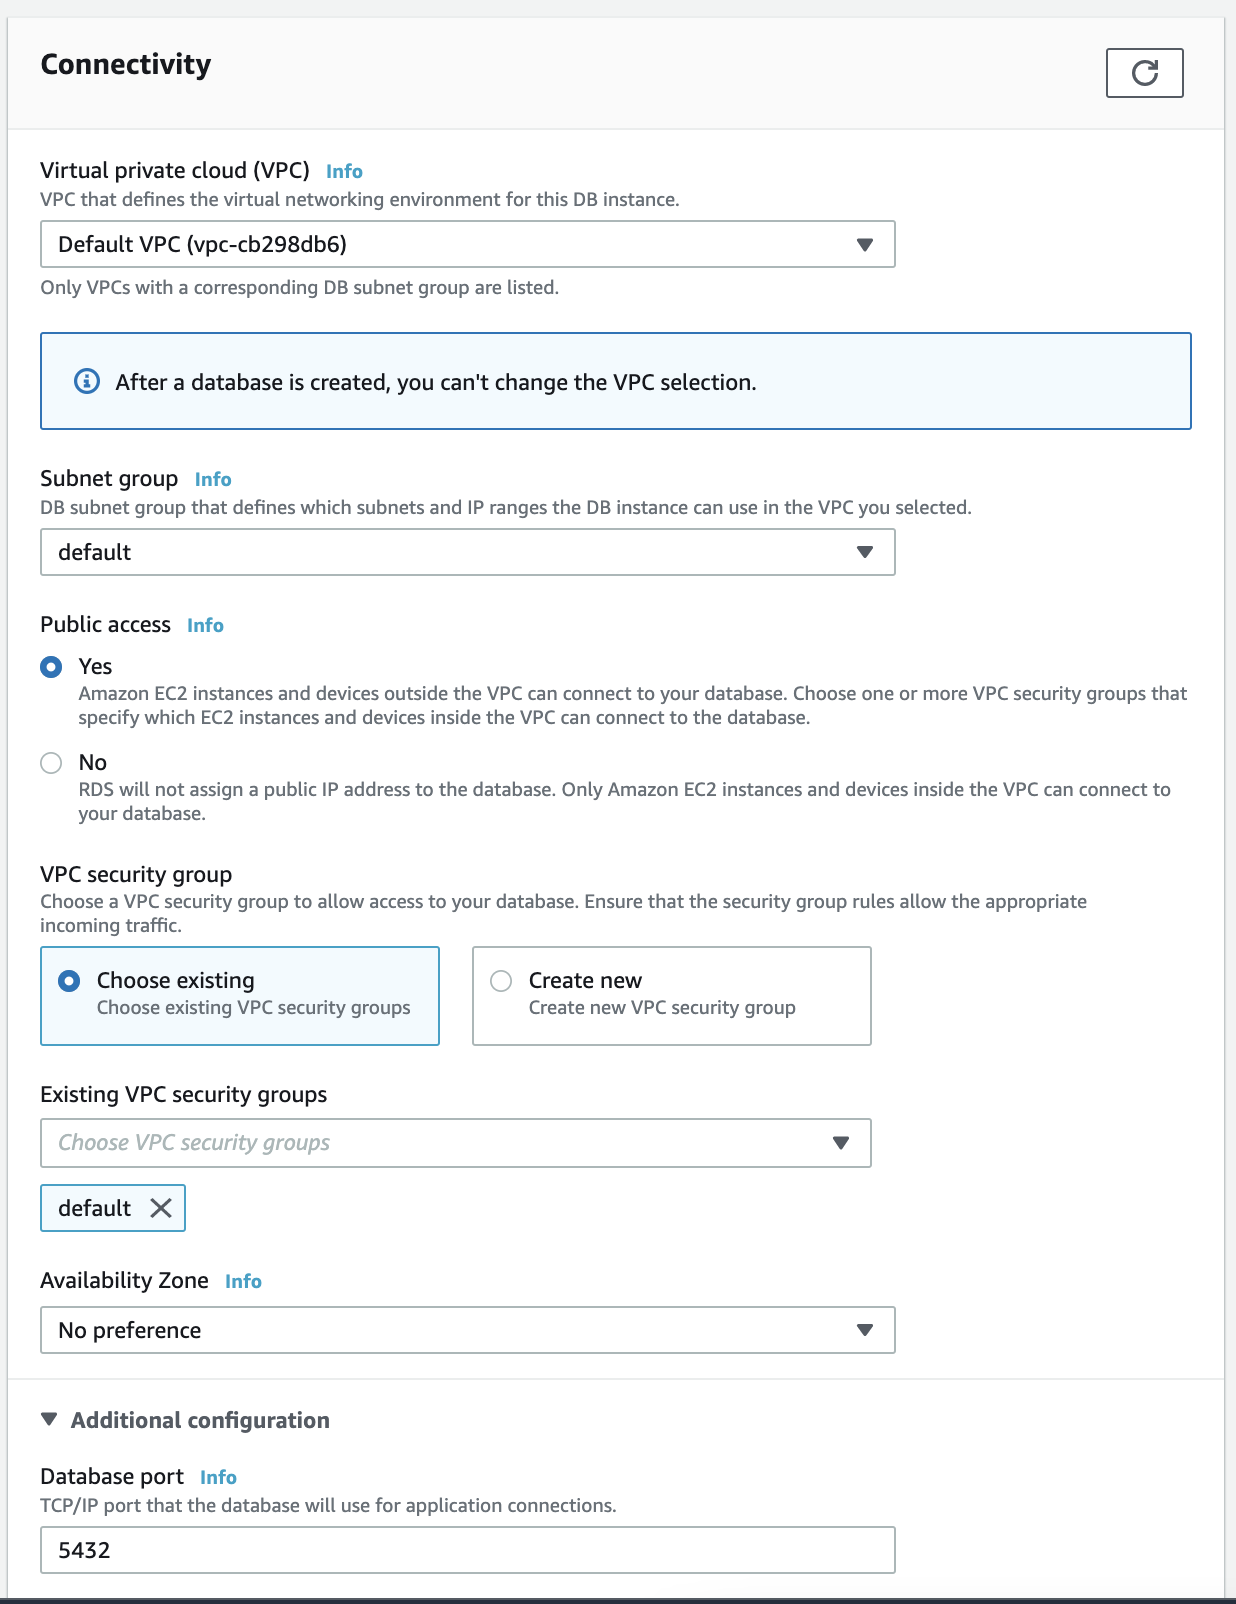 Connectivity
Virtual private cloud (VPC) Info
VPC that defines the virtual networking environment for this DB instance.
Default VPC (vpc-cb298db6)
Only VPCs with a corresponding DB subnet group are listed.
After a database is created, you can't change the VPC selection.
Subnet group Info
DB subnet group that defines which subnets and IP ranges the DB instance can use in the VPC you selected.
default
Public access Info
Yes
Amazon EC2 instances and devices outside the VPC can connect to your database. Choose one or more VPC security groups that
specify which EC2 instances and devices inside the VPC can connect to the database.
No
RDS will not assign a public IP address to the database. Only Amazon EC2 instances and devices inside the VPC can connect to
your database.
VPC security group
Choose a VPC security group to allow access to your database. Ensure that the security group rules allow the appropriate
incoming traffic.
Choose existing
Choose existing VPC security groups
Create new
Create new VPC security group
Existing VPC security groups
Choose VPC security groups
default
Availability Zone Info
No preference
Additional configuration
Database port Info
TCP/IP port that the database will use for application connections.
5432